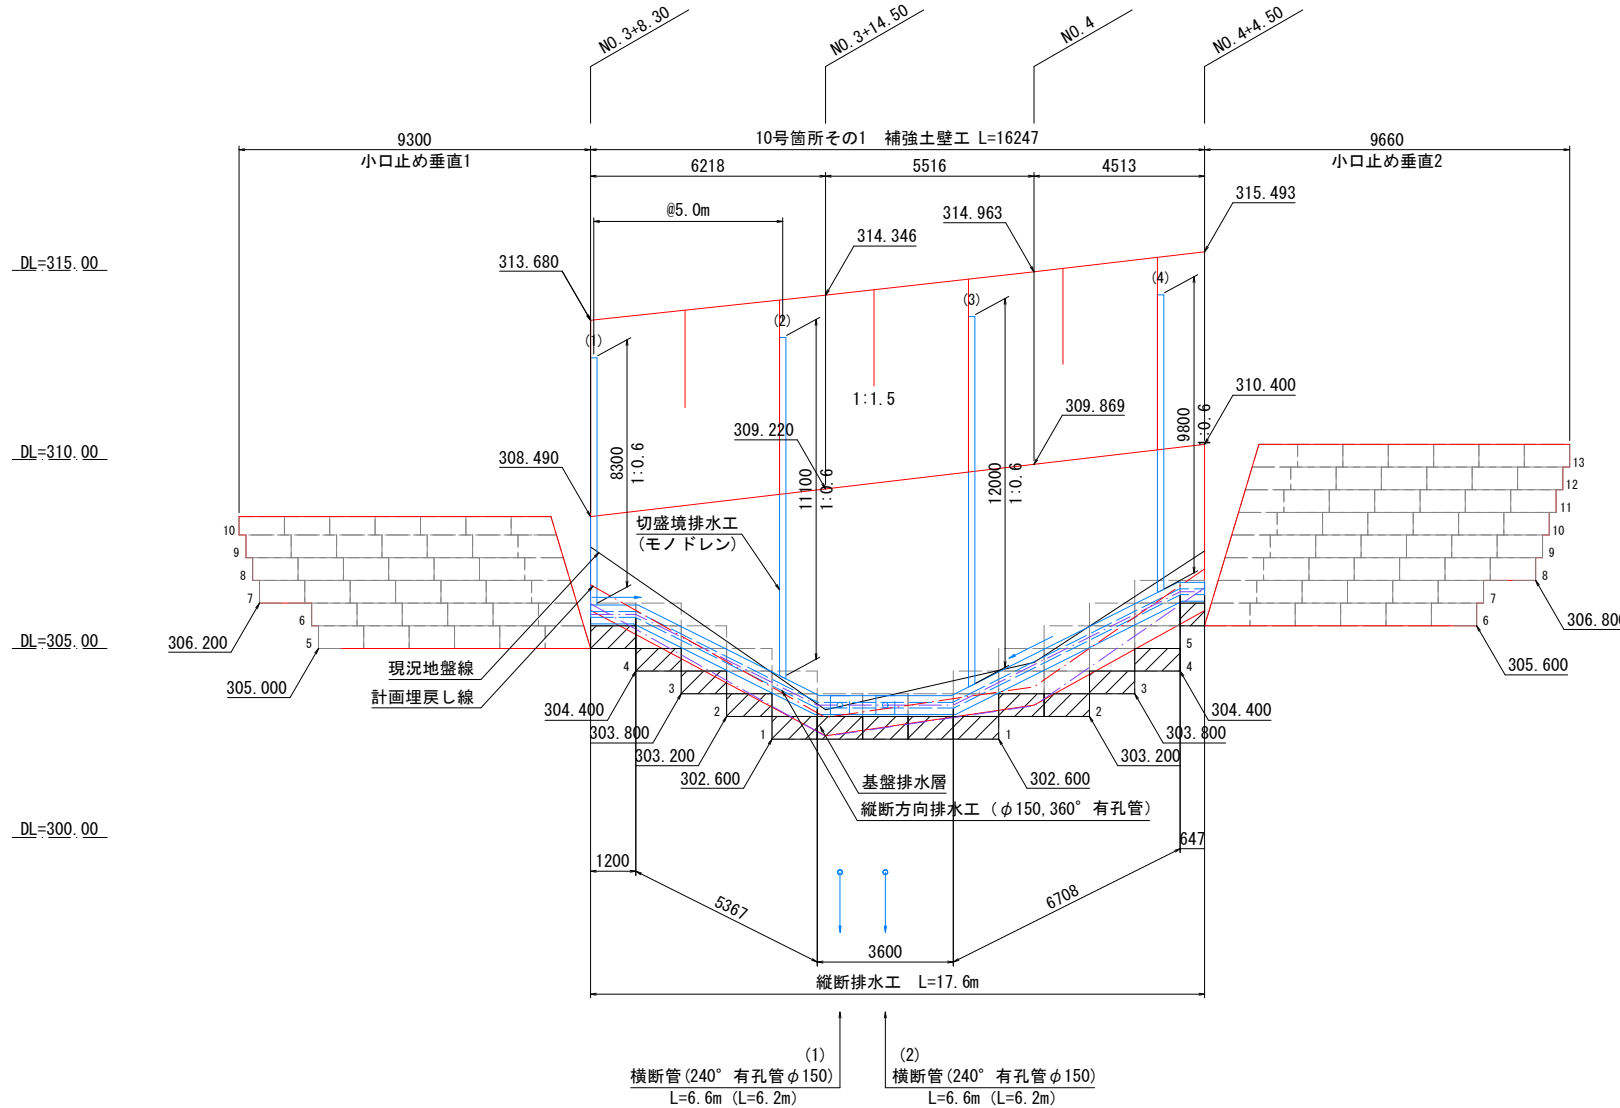 NO.3+8.30
NO.3+14.50
NO.4
NO.4+4.50
9300
10号箇所その1　補強土壁工 L=16247
9660
小口止め垂直1
小口止め垂直2
6218
5516
4513
@5.0m
315.493
314.963
314.346
313.680
DL=315.00
(1)
(2)
(3)
(4)
1:1.5
310.400
309.869
309.220
308.490
DL=310.00
8300
1:0.6
11100
1:0.6
12000
1:0.6
9800
1:0.6
切盛境排水工
(モノドレン)
10
9
8
7
6
5
13
12
11
10
9
8
7
6
306.200
305.000
306.800
305.600
DL=305.00
現況地盤線
計画埋戻し線
4
3
2
1
1
2
3
4
5
304.400
303.800
303.200
302.600
302.600
303.200
303.800
304.400
基盤排水層
縦断方向排水工（φ150,360°有孔管）
DL=300.00
1200
5367
3600
6708
647
縦断排水工　L=17.6m
(1)
横断管(240°有孔管φ150)
L=6.6m（L=6.2m）
(2)
横断管(240°有孔管φ150)
L=6.6m（L=6.2m）